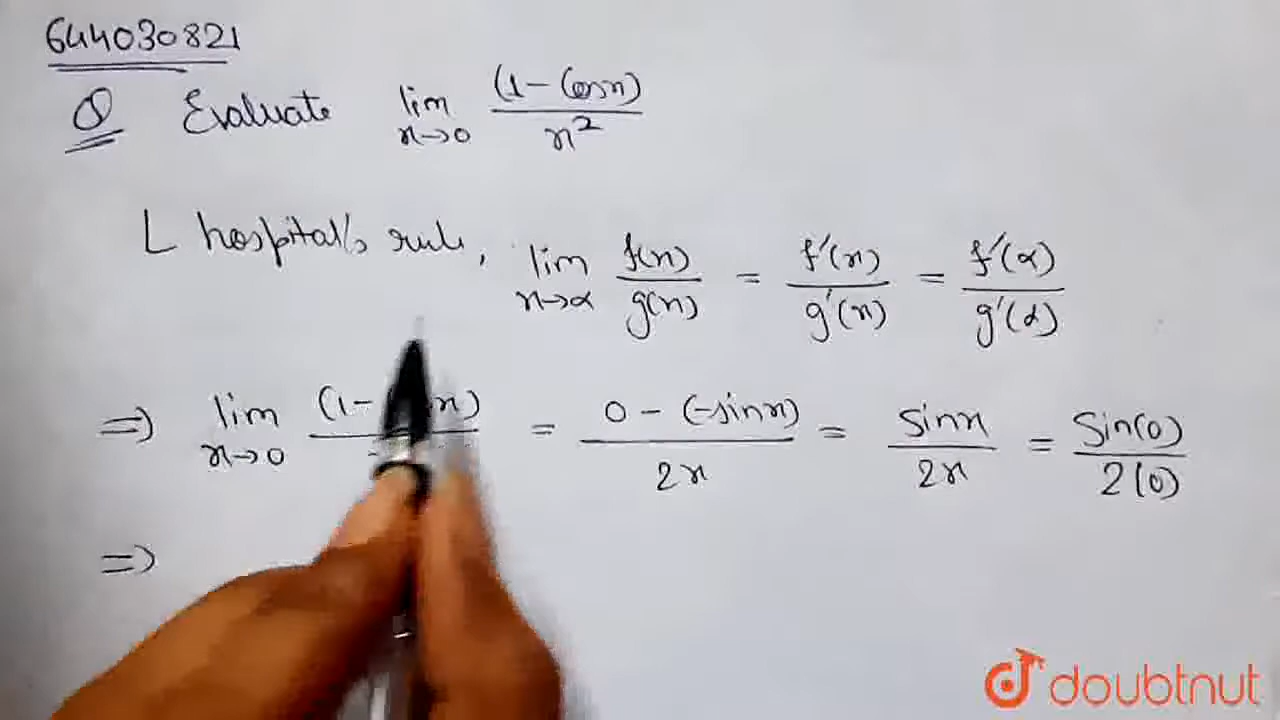 644030821
Q Evaluate lim x→0 (1 - Cosx) / x²
L hospital's rule, lim x→α f(x) / g(x) = f'(x) / g'(x) = f'(α) / g'(α)
=> lim x→0 (1 - x) = 0 - (-sinx) / 2x = Sinx / 2x = Sin(0) / 2(0)
=>
doubtnut